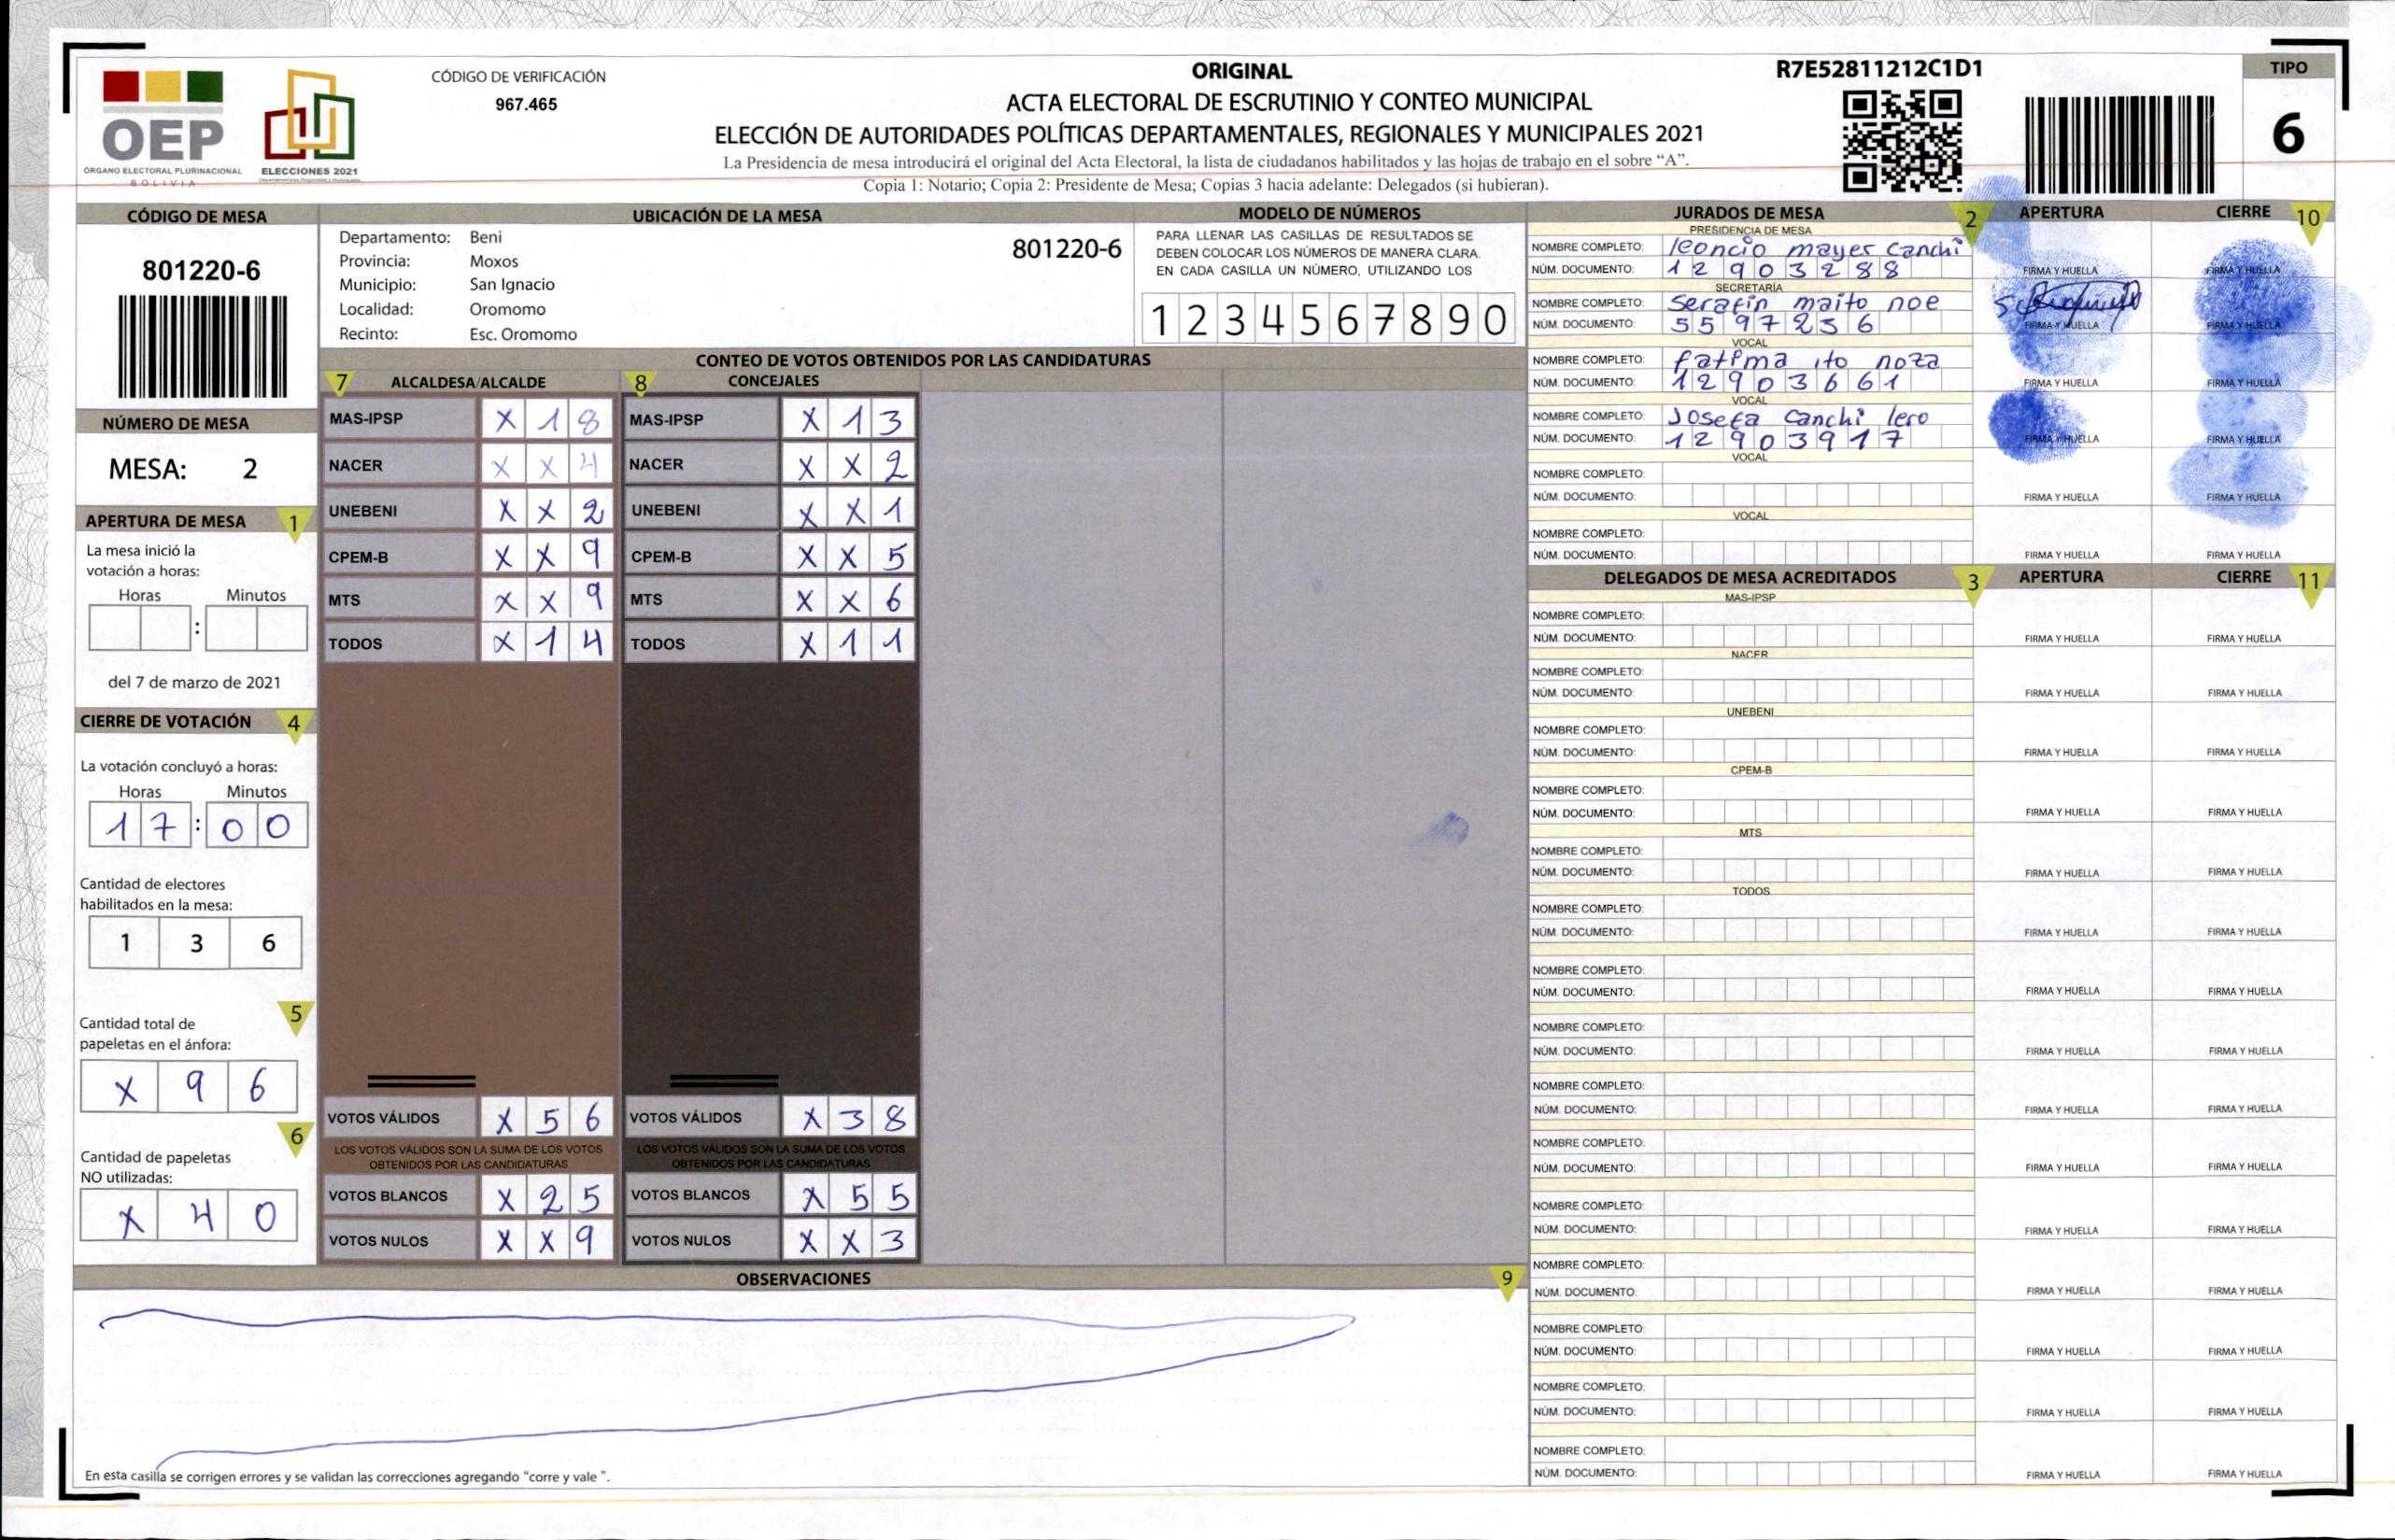 OEP
ÓRGANO ELECTORAL PLURINACIONAL
BOLIVIA
ELECCIONES 2021
CÓDIGO DE VERIFICACIÓN
967.465
ORIGINAL
ACTA ELECTORAL DE ESCRUTINIO Y CONTEO MUNICIPAL
ELECCIÓN DE AUTORIDADES POLÍTICAS DEPARTAMENTALES, REGIONALES Y MUNICIPALES 2021
La Presidencia de mesa introducirá el original del Acta Electoral, la lista de ciudadanos habilitados y las hojas de trabajo en el sobre “A”.
Copia 1: Notario; Copia 2: Presidente de Mesa; Copias 3 hacia adelante: Delegados (si hubieran).
R7E52811212C1D1
TIPO
6
CÓDIGO DE MESA
801220-6
NÚMERO DE MESA
MESA: 2
APERTURA DE MESA 1
La mesa inició la
votación a horas:
Horas Minutos
:
del 7 de marzo de 2021
CIERRE DE VOTACIÓN 4
La votación concluyó a horas:
Horas Minutos
17:00
Cantidad de electores
habilitados en la mesa:
1 3 6
5
Cantidad total de
papeletas en el ánfora:
X 9 6
6
Cantidad de papeletas
NO utilizadas:
X 4 0
UBICACIÓN DE LA MESA
Departamento: Beni
801220-6
Provincia: Moxos
Municipio: San Ignacio
Localidad: Oromomo
Recinto: Esc. Oromomo
MODELO DE NÚMEROS
PARA LLENAR LAS CASILLAS DE RESULTADOS SE
DEBEN COLOCAR LOS NÚMEROS DE MANERA CLARA.
EN CADA CASILLA UN NÚMERO, UTILIZANDO LOS
1 2 3 4 5 6 7 8 9 0
CONTEO DE VOTOS OBTENIDOS POR LAS CANDIDATURAS
7 ALCALDESA/ALCALDE
MAS-IPSP X 1 8
NACER X X 4
UNEBENI X X 2
CPEM-B X X 9
MTS X X 9
TODOS X 1 4
VOTOS VÁLIDOS X 5 6
LOS VOTOS VÁLIDOS SON LA SUMA DE LOS VOTOS
OBTENIDOS POR LAS CANDIDATURAS
VOTOS BLANCOS X 2 5
VOTOS NULOS X X 9
8 CONCEJALES
MAS-IPSP X 1 3
NACER X X 2
UNEBENI X X 1
CPEM-B X X 5
MTS X X 6
TODOS X 1 1
VOTOS VÁLIDOS X 3 8
LOS VOTOS VÁLIDOS SON LA SUMA DE LOS VOTOS
OBTENIDOS POR LAS CANDIDATURAS
VOTOS BLANCOS X 5 5
VOTOS NULOS X X 3
OBSERVACIONES 9
En esta casilla se corrigen errores y se validan las correcciones agregando “corre y vale ”.
JURADOS DE MESA 2 APERTURA CIERRE 10
PRESIDENCIA DE MESA
NOMBRE COMPLETO: leoncio mayer canchi
NÚM. DOCUMENTO: 12903288 FIRMA Y HUELLA FIRMA Y HUELLA
SECRETARÍA
NOMBRE COMPLETO: Serafin maito noe
NÚM. DOCUMENTO: 5597236 FIRMA Y HUELLA FIRMA Y HUELLA
VOCAL
NOMBRE COMPLETO: fatima ito noza
NÚM. DOCUMENTO: 12903661 FIRMA Y HUELLA FIRMA Y HUELLA
VOCAL
NOMBRE COMPLETO: Josefa canchi lero
NÚM. DOCUMENTO: 12903917 FIRMA Y HUELLA FIRMA Y HUELLA
VOCAL
NOMBRE COMPLETO:
NÚM. DOCUMENTO: FIRMA Y HUELLA FIRMA Y HUELLA
VOCAL
NOMBRE COMPLETO:
NÚM. DOCUMENTO: FIRMA Y HUELLA FIRMA Y HUELLA
DELEGADOS DE MESA ACREDITADOS 3 APERTURA CIERRE 11
MAS-IPSP
NOMBRE COMPLETO:
NÚM. DOCUMENTO: FIRMA Y HUELLA FIRMA Y HUELLA
NACER
NOMBRE COMPLETO:
NÚM. DOCUMENTO: FIRMA Y HUELLA FIRMA Y HUELLA
UNEBENI
NOMBRE COMPLETO:
NÚM. DOCUMENTO: FIRMA Y HUELLA FIRMA Y HUELLA
CPEM-B
NOMBRE COMPLETO:
NÚM. DOCUMENTO: FIRMA Y HUELLA FIRMA Y HUELLA
MTS
NOMBRE COMPLETO:
NÚM. DOCUMENTO: FIRMA Y HUELLA FIRMA Y HUELLA
TODOS
NOMBRE COMPLETO:
NÚM. DOCUMENTO: FIRMA Y HUELLA FIRMA Y HUELLA
NOMBRE COMPLETO:
NÚM. DOCUMENTO: FIRMA Y HUELLA FIRMA Y HUELLA
NOMBRE COMPLETO:
NÚM. DOCUMENTO: FIRMA Y HUELLA FIRMA Y HUELLA
NOMBRE COMPLETO:
NÚM. DOCUMENTO: FIRMA Y HUELLA FIRMA Y HUELLA
NOMBRE COMPLETO:
NÚM. DOCUMENTO: FIRMA Y HUELLA FIRMA Y HUELLA
NOMBRE COMPLETO:
NÚM. DOCUMENTO: FIRMA Y HUELLA FIRMA Y HUELLA
NOMBRE COMPLETO:
NÚM. DOCUMENTO: FIRMA Y HUELLA FIRMA Y HUELLA
NOMBRE COMPLETO:
NÚM. DOCUMENTO: FIRMA Y HUELLA FIRMA Y HUELLA
NOMBRE COMPLETO:
NÚM. DOCUMENTO: FIRMA Y HUELLA FIRMA Y HUELLA
NOMBRE COMPLETO:
NÚM. DOCUMENTO: FIRMA Y HUELLA FIRMA Y HUELLA